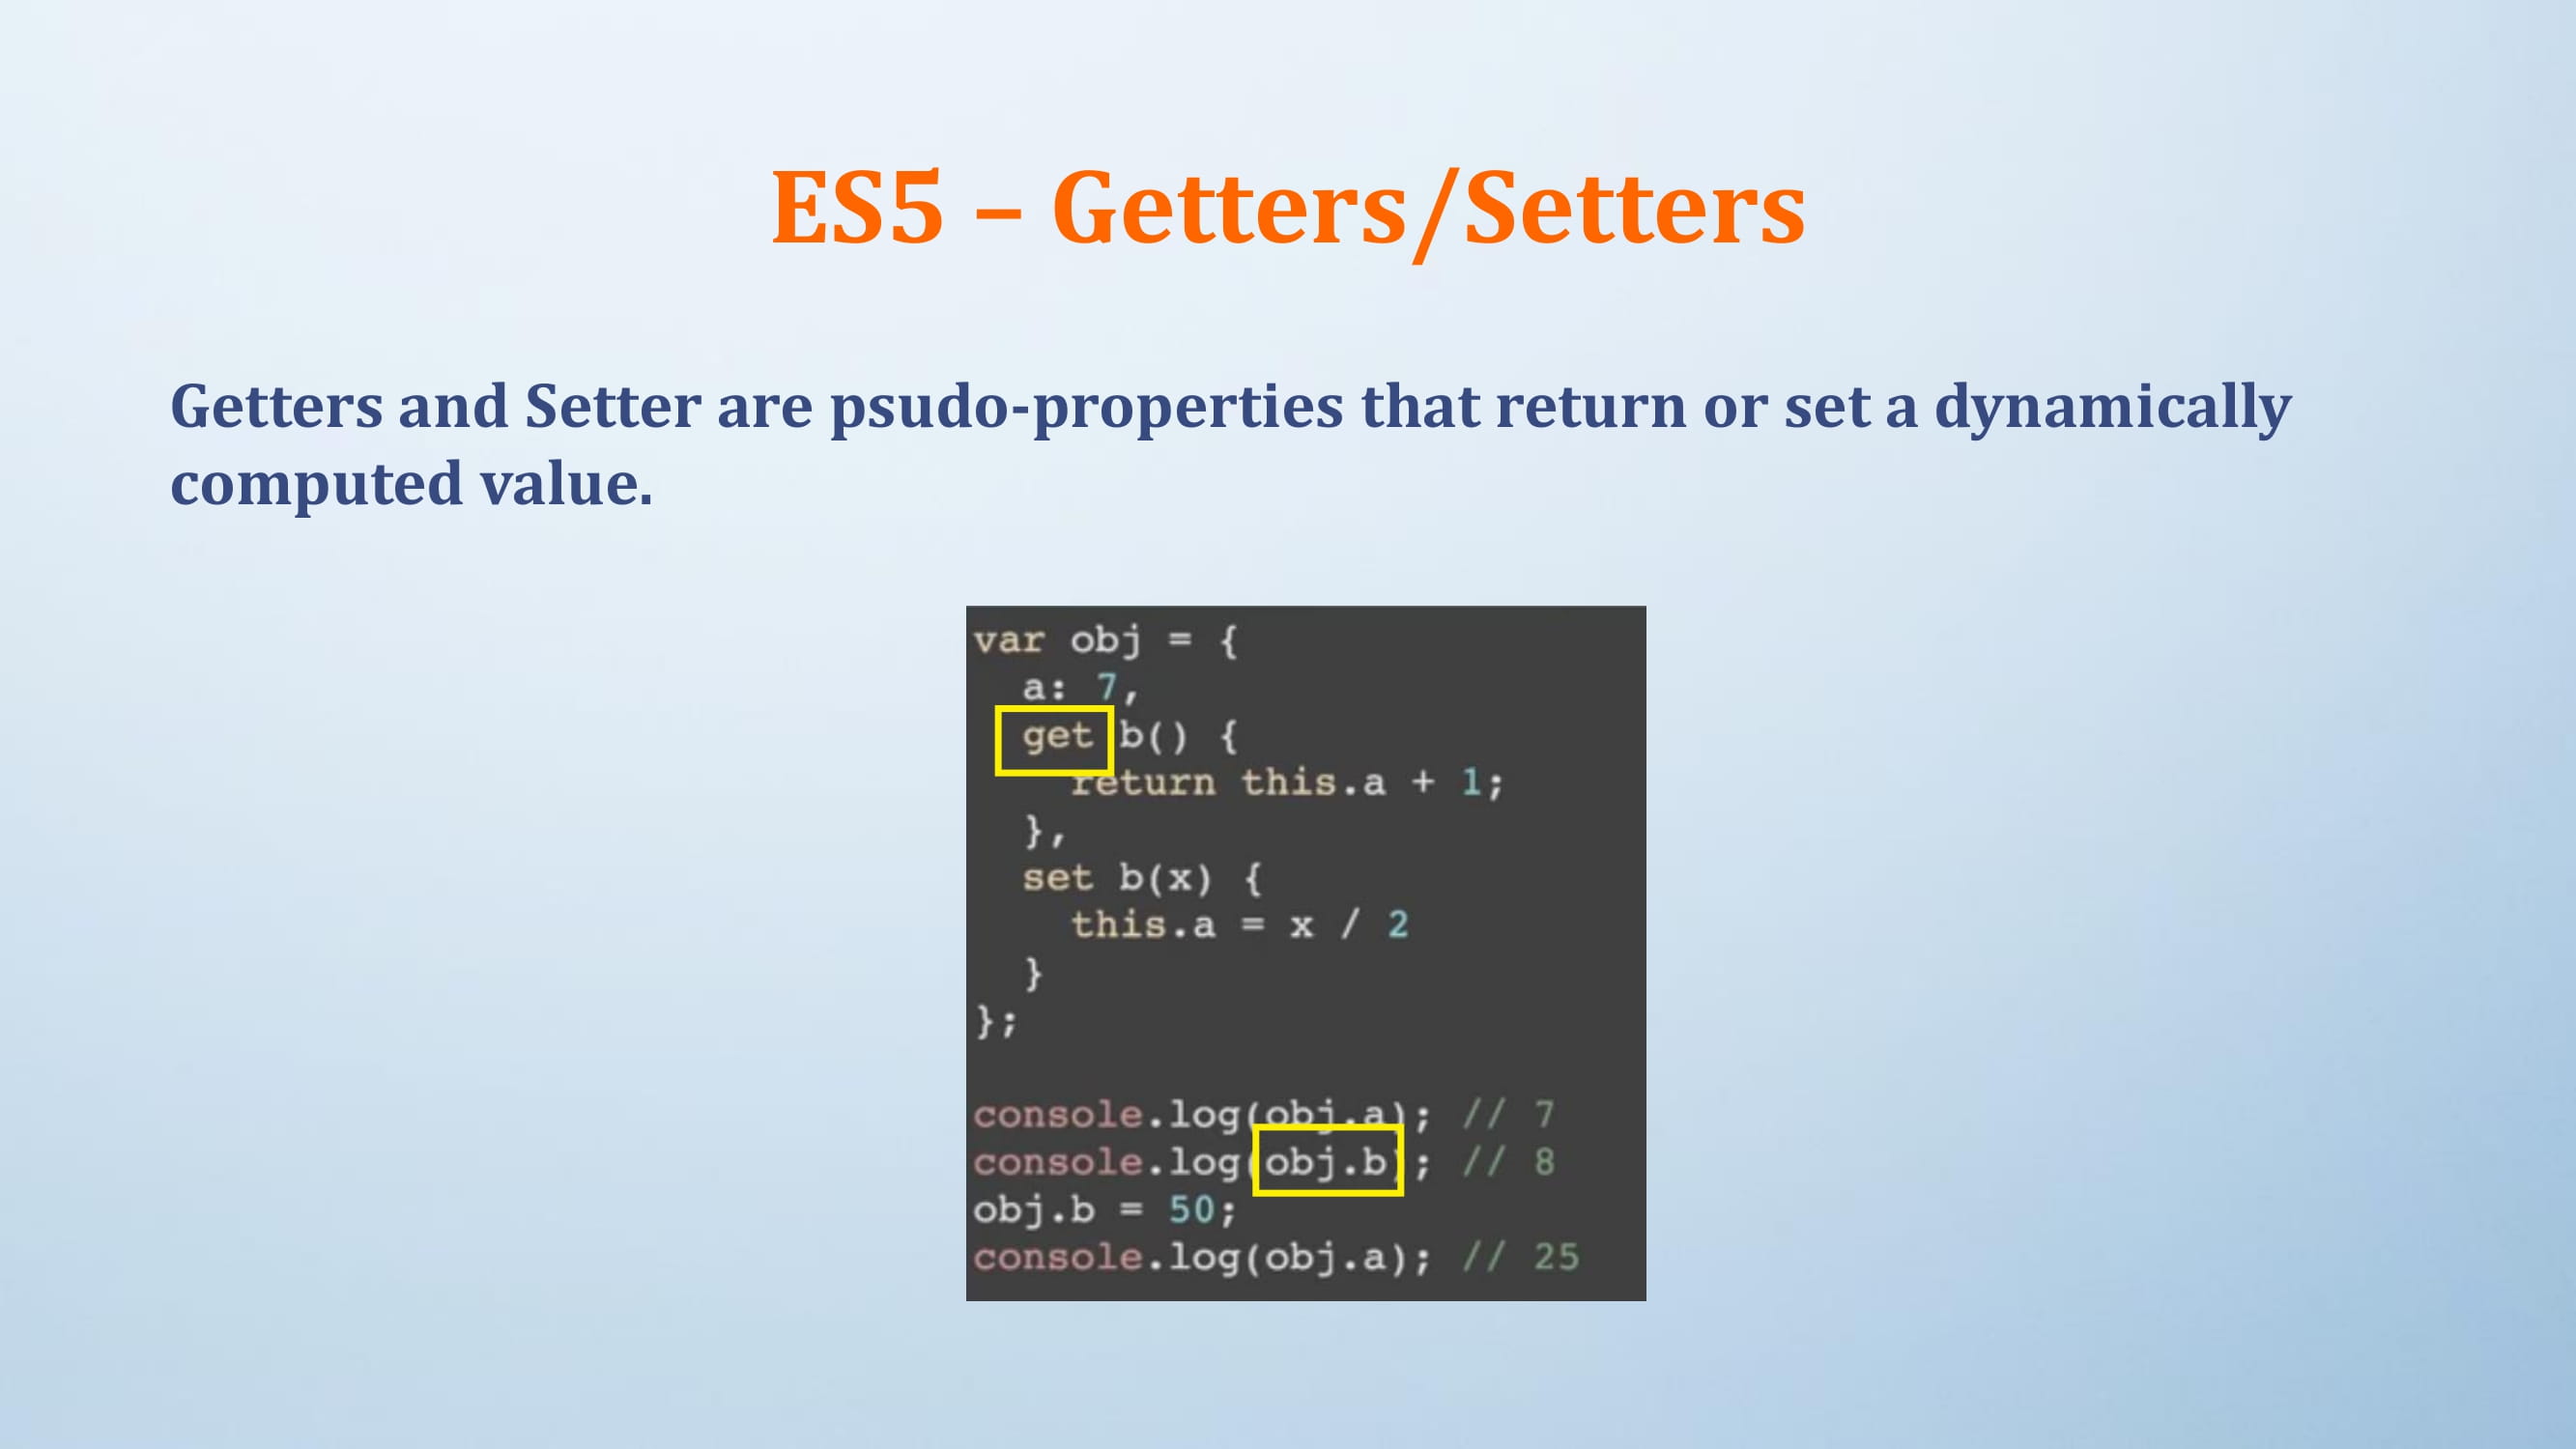 ES5 – Getters/Setters
Getters and Setter are psudo-properties that return or set a dynamically
computed value.
var obj = {
  a: 7,
  get b() {
    return this.a + 1;
  },
  set b(x) {
    this.a = x / 2
  }
};

console.log(obj.a); // 7
console.log(obj.b); // 8
obj.b = 50;
console.log(obj.a); // 25